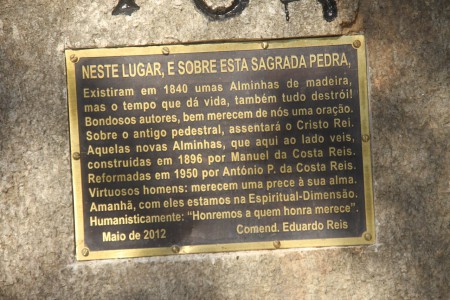 NESTE LUGAR, E SOBRE ESTA SAGRADA PEDRA,
Existiram em 1840 umas Alminhas de madeira,
mas o tempo que dá vida, também tudo destrói!
Bondosos autores, bem merecem de nós uma oração.
Sobre o antigo pedestral, assentará o Cristo Rei.
Aquelas novas Alminhas, que aqui ao lado veis,
construídas em 1896 por Manuel da Costa Reis.
Reformadas em 1950 por António P. da Costa Reis.
Virtuosos homens: merecem uma prece à sua alma.
Amanhã, com eles estamos na Espiritual-Dimensão.
Humanisticamente: “Honremos a quem honra merece”.
Maio de 2012 Comend. Eduardo Reis